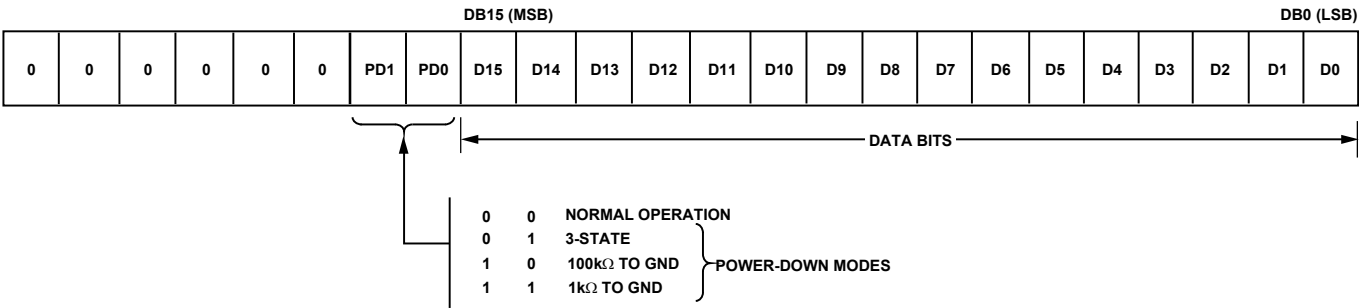 DB15 (MSB) DB0 (LSB)
0 0 0 0 0 0 PD1 PD0 D15 D14 D13 D12 D11 D10 D9 D8 D7 D6 D5 D4 D3 D2 D1 D0
DATA BITS
0 0 NORMAL OPERATION
0 1 3-STATE
1 0 100kΩ TO GND
1 1 1kΩ TO GND
POWER-DOWN MODES